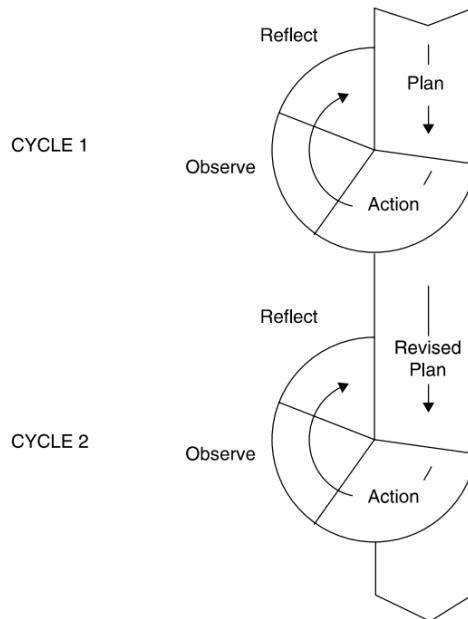 Reflect
Plan
CYCLE 1
Observe
Action
Reflect
Revised
Plan
CYCLE 2
Observe
Action